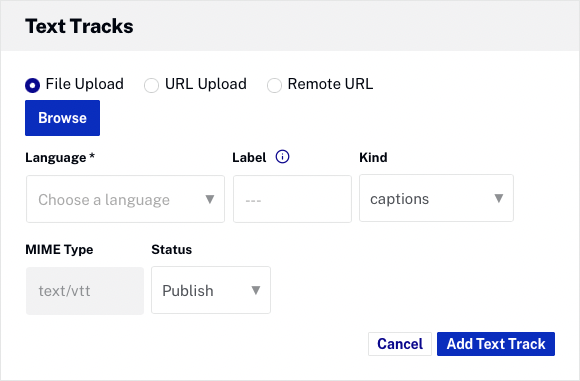 Text Tracks
File Upload URL Upload Remote URL
Browse
Language * Label Kind
Choose a language --- captions
MIME Type Status
text/vtt Publish
Cancel Add Text Track